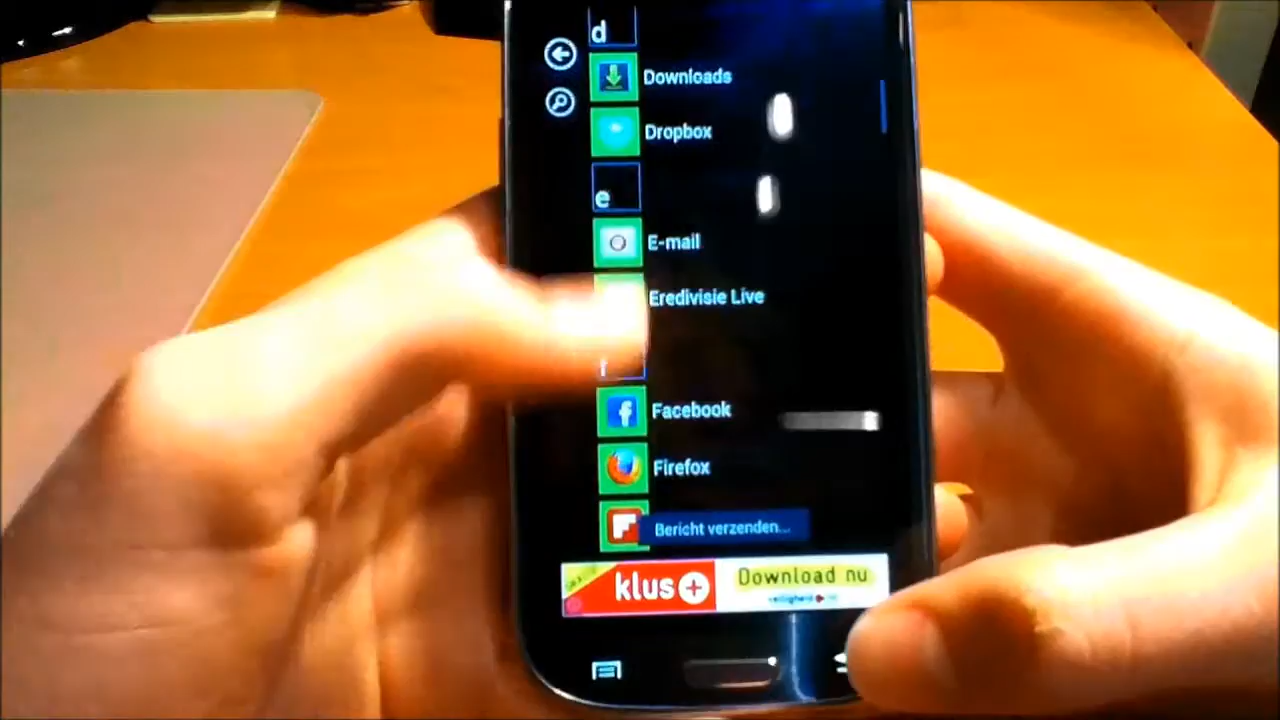 d
Downloads
Dropbox
e
E-mail
Eredivisie Live
f
Facebook
Firefox
Bericht verzenden...
klus+
Download nu